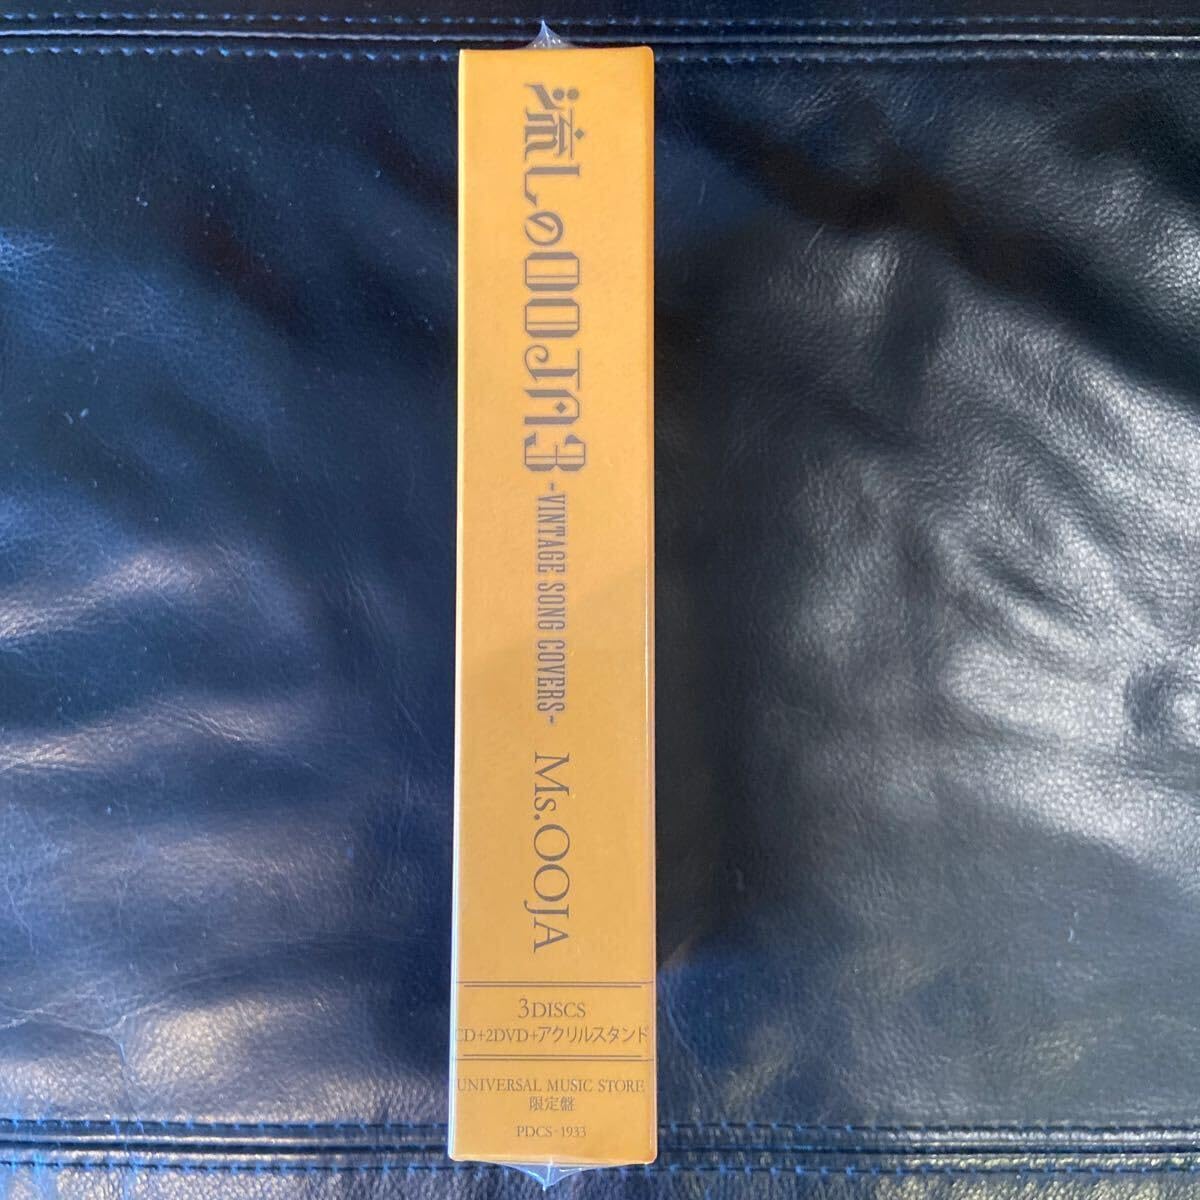 流しのOOJA3
~VINTAGE SONG COVERS~
Ms.OOJA
3DISCS
CD+2DVD+アクリルスタンド
UNIVERSAL MUSIC STORE
限定盤
PDCS-1933